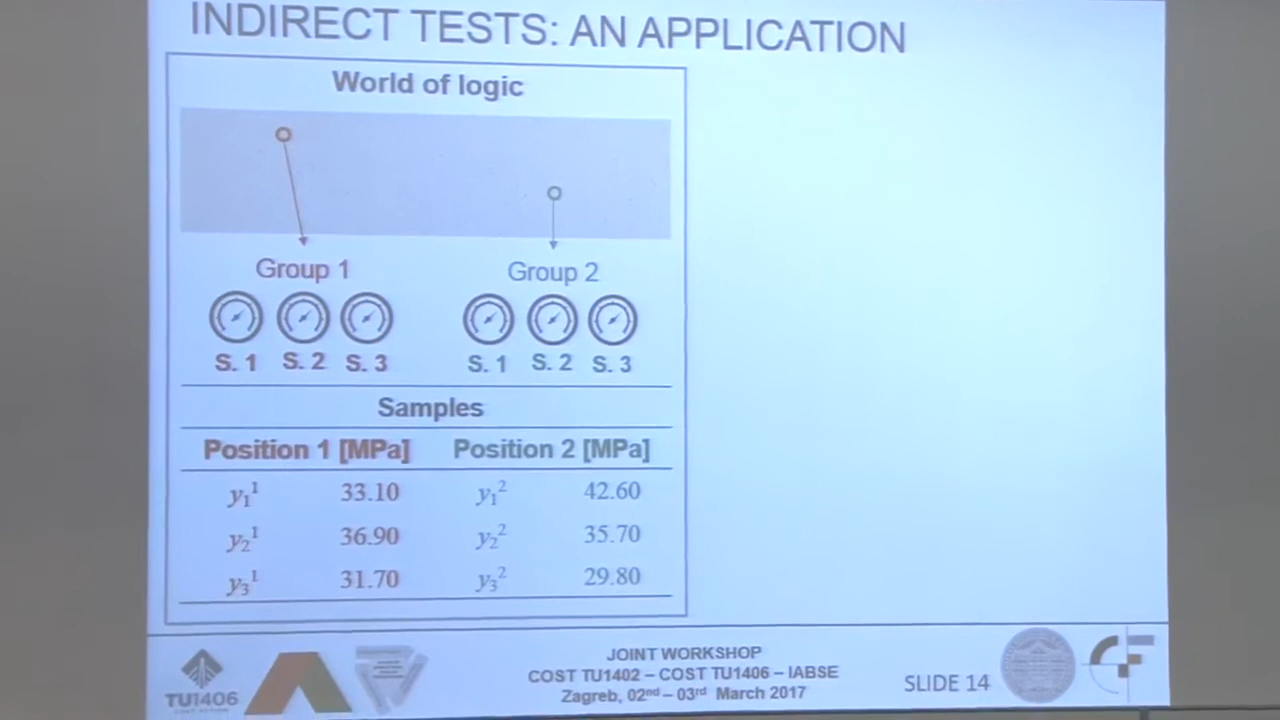 INDIRECT TESTS: AN APPLICATION
World of logic
Group 1 Group 2
S. 1 S. 2 S. 3 S. 1 S. 2 S. 3
Samples
Position 1 [MPa] Position 2 [MPa]
y₁¹ 33.10 y₁² 42.60
y₂¹ 36.90 y₂² 35.70
y₃¹ 31.70 y₃² 29.80
TU1406
JOINT WORKSHOP
COST TU1402 – COST TU1406 – IABSE
Zagreb, 02ⁿᵈ – 03ʳᵈ March 2017
SLIDE 14